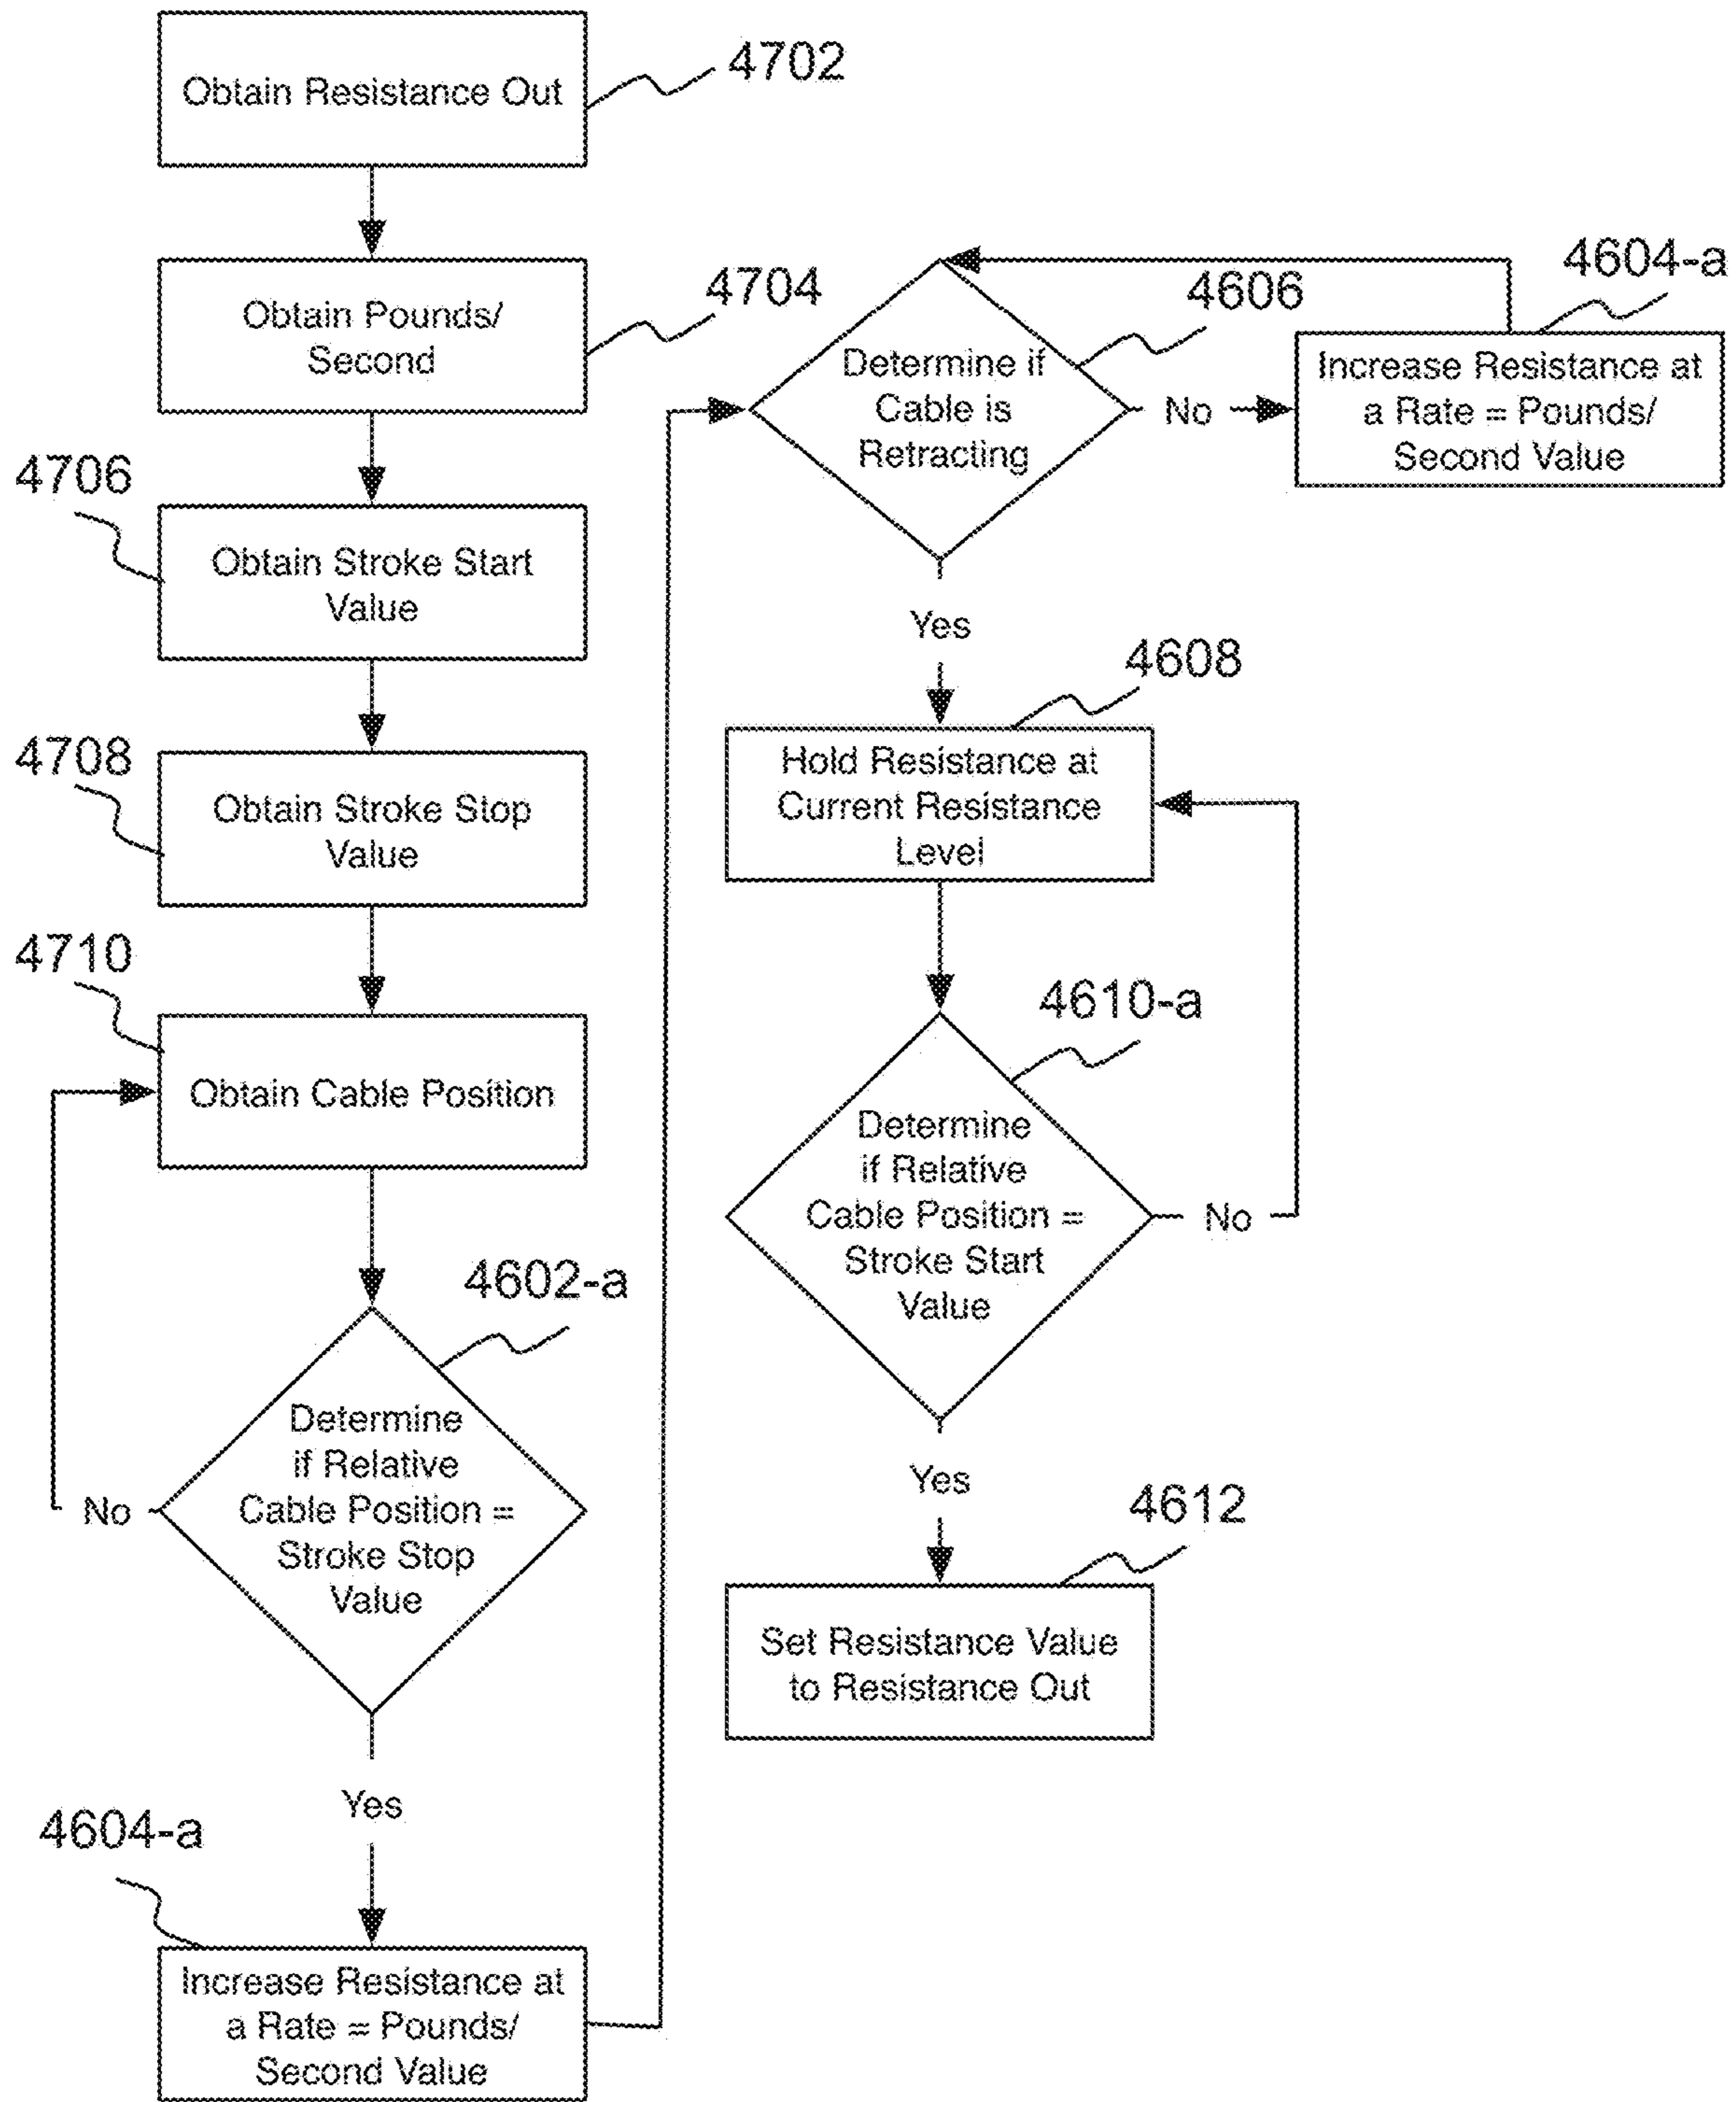 Obtain Resistance Out
4702
Obtain Pounds/
Second
4704
4706
Obtain Stroke Start
Value
4708
Obtain Stroke Stop
Value
4710
Obtain Cable Position
4602-a
Determine
if Relative
Cable Position =
Stroke Stop
Value
No
Yes
4604-a
Increase Resistance at
a Rate = Pounds/
Second Value
4606
Determine if
Cable is
Retracting
No
4604-a
Increase Resistance at
a Rate = Pounds/
Second Value
Yes
4608
Hold Resistance at
Current Resistance
Level
4610-a
Determine
if Relative
Cable Position =
Stroke Start
Value
No
Yes
4612
Set Resistance Value
to Resistance Out